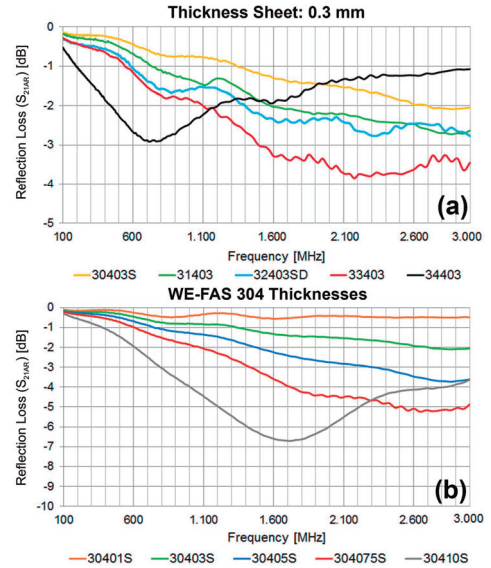 Thickness Sheet: 0.3 mm
Reflection Loss (S21AR) [dB]
0
-1
-2
-3
-4
-5
(a)
100 600 1.100 1.600 2.100 2.600 3.000
Frequency [MHz]
30403S 31403 32403SD 33403 34403
WE-FAS 304 Thicknesses
Reflection Loss (S21AR) [dB]
0
-1
-2
-3
-4
-5
-6
-7
-8
-9
-10
(b)
100 600 1.100 1.600 2.100 2.600 3.000
Frequency [MHz]
30401S 30403S 30405S 304075S 30410S